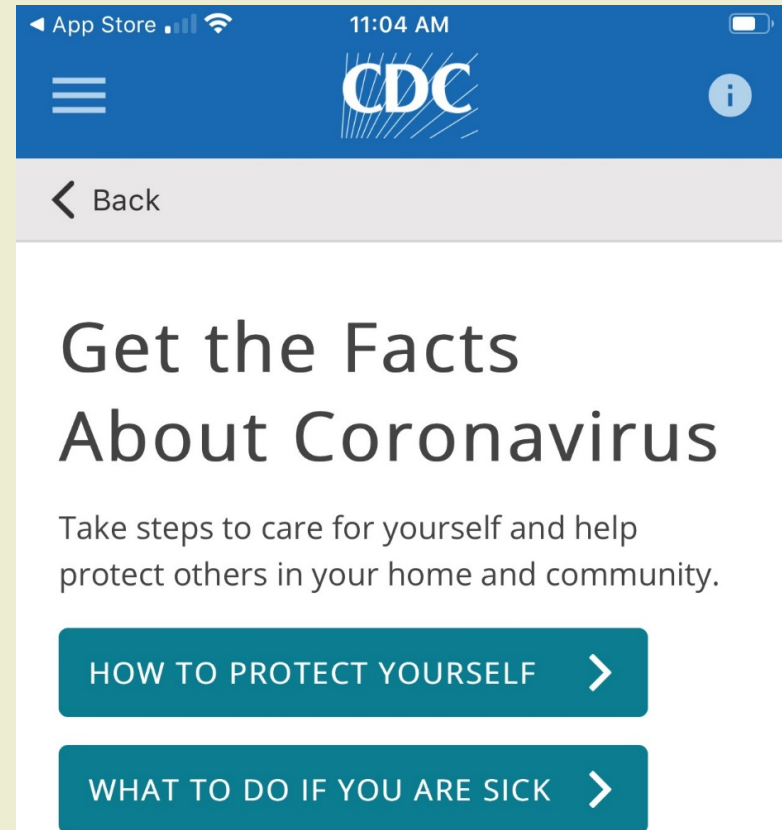 App Store
11:04 AM
CDC
i
Back
Get the Facts
About Coronavirus
Take steps to care for yourself and help
protect others in your home and community.
HOW TO PROTECT YOURSELF
WHAT TO DO IF YOU ARE SICK